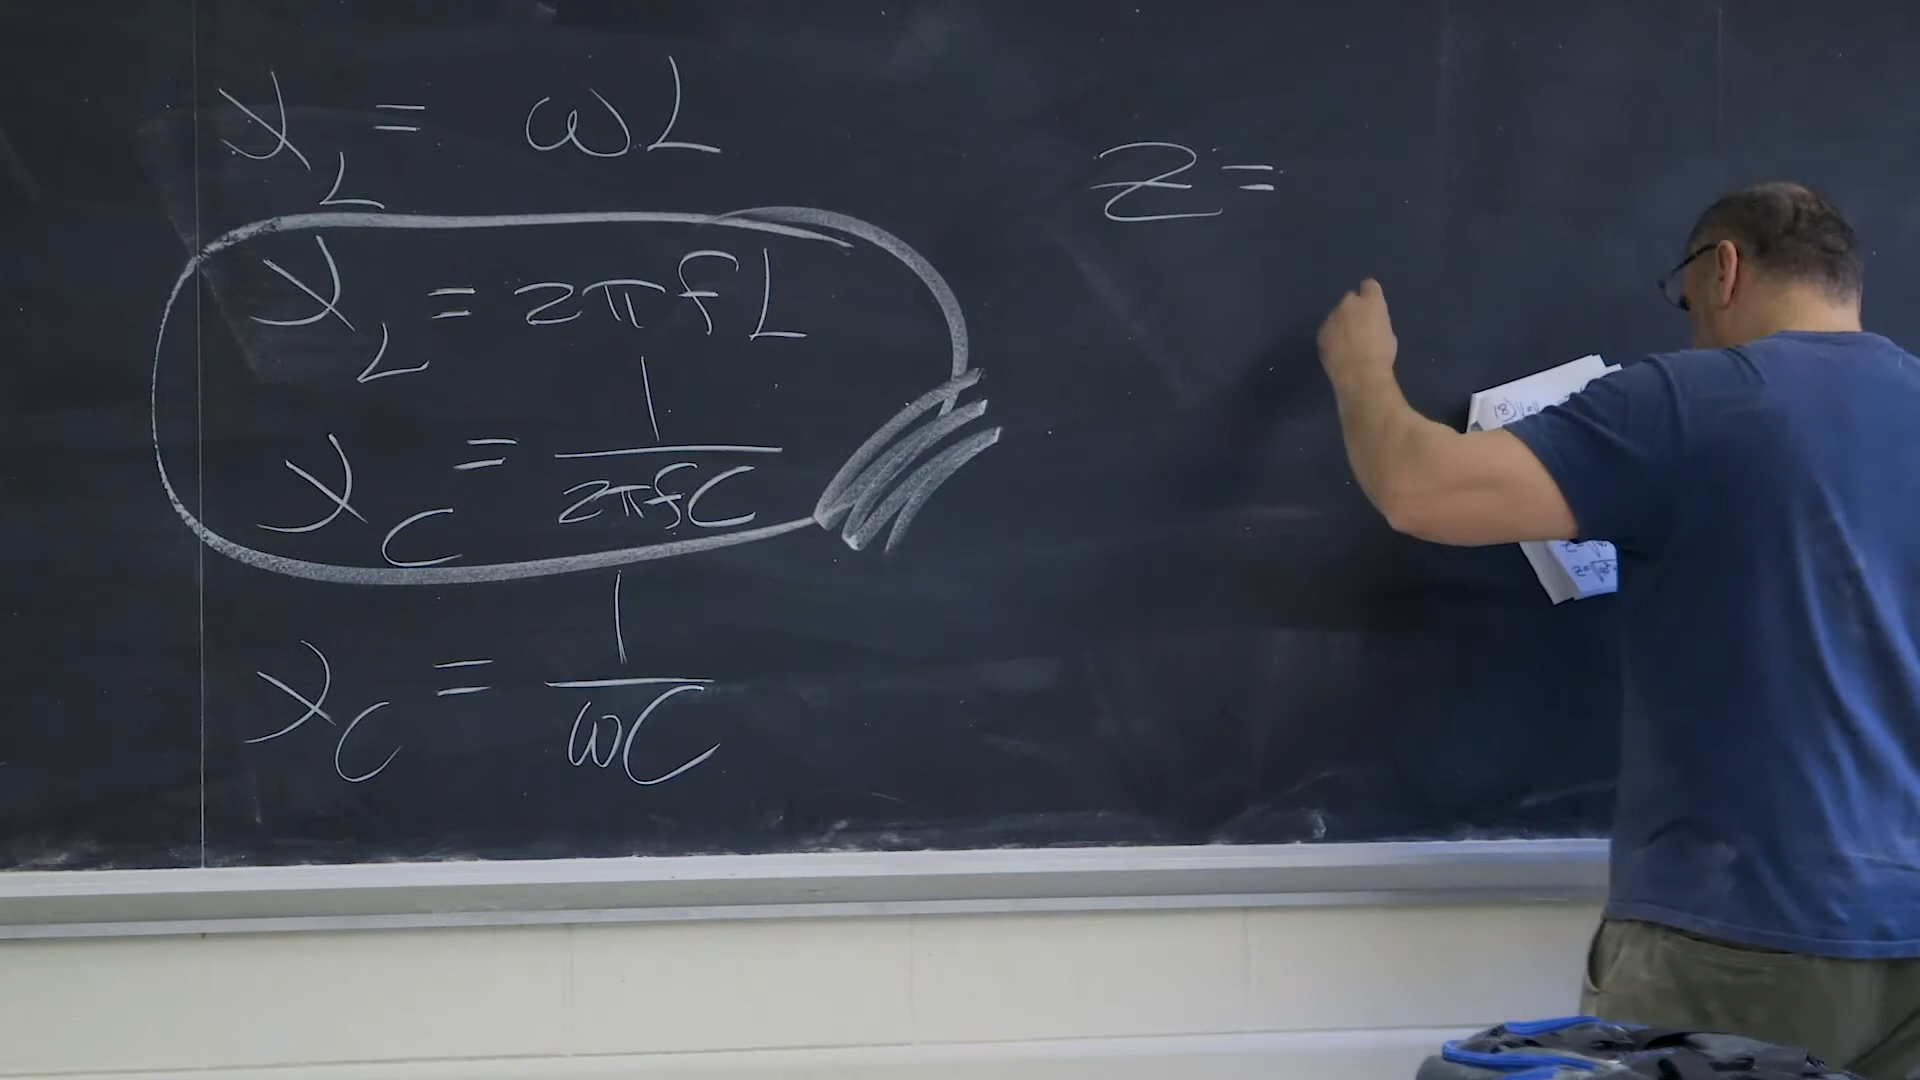 X_L = ωL
X_L = 2πfL
X_C = 1/(2πfC)
X_C = 1/(ωC)
Z =